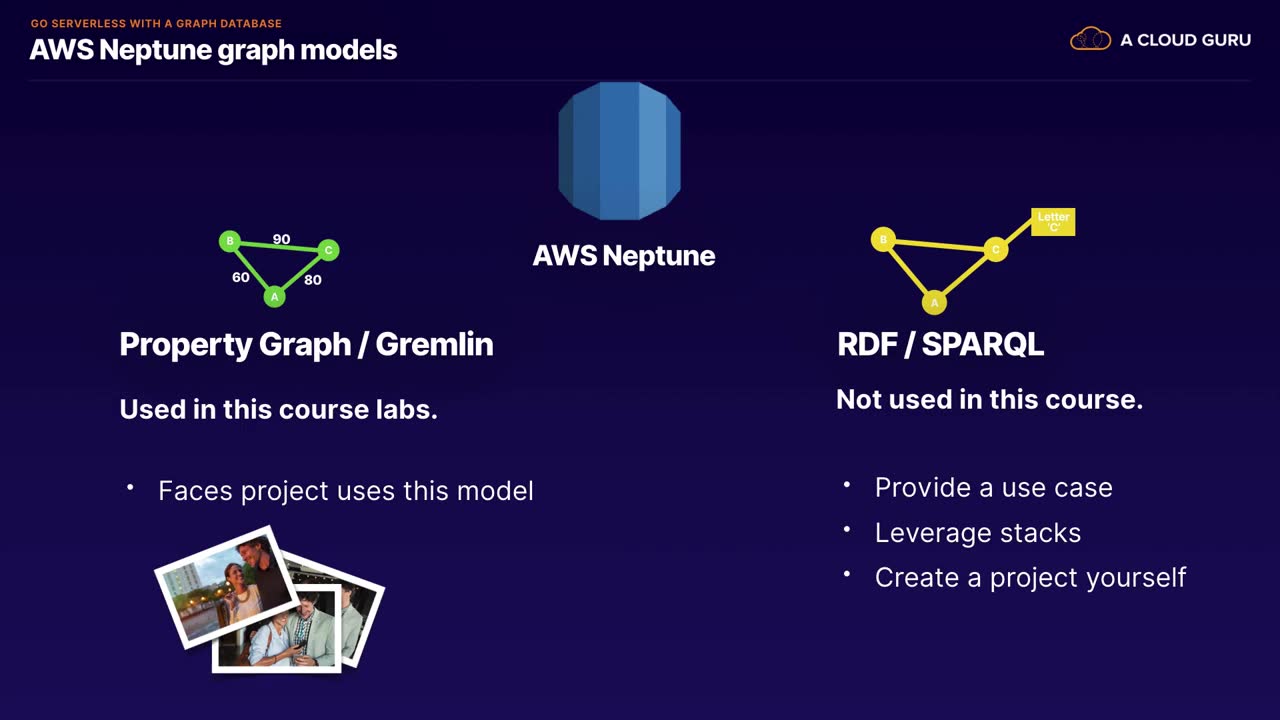 GO SERVERLESS WITH A GRAPH DATABASE
AWS Neptune graph models
A CLOUD GURU
AWS Neptune
B
90
C
60
80
A
Property Graph / Gremlin
Used in this course labs.
• Faces project uses this model
Letter
'C'
B
C
A
RDF / SPARQL
Not used in this course.
• Provide a use case
• Leverage stacks
• Create a project yourself